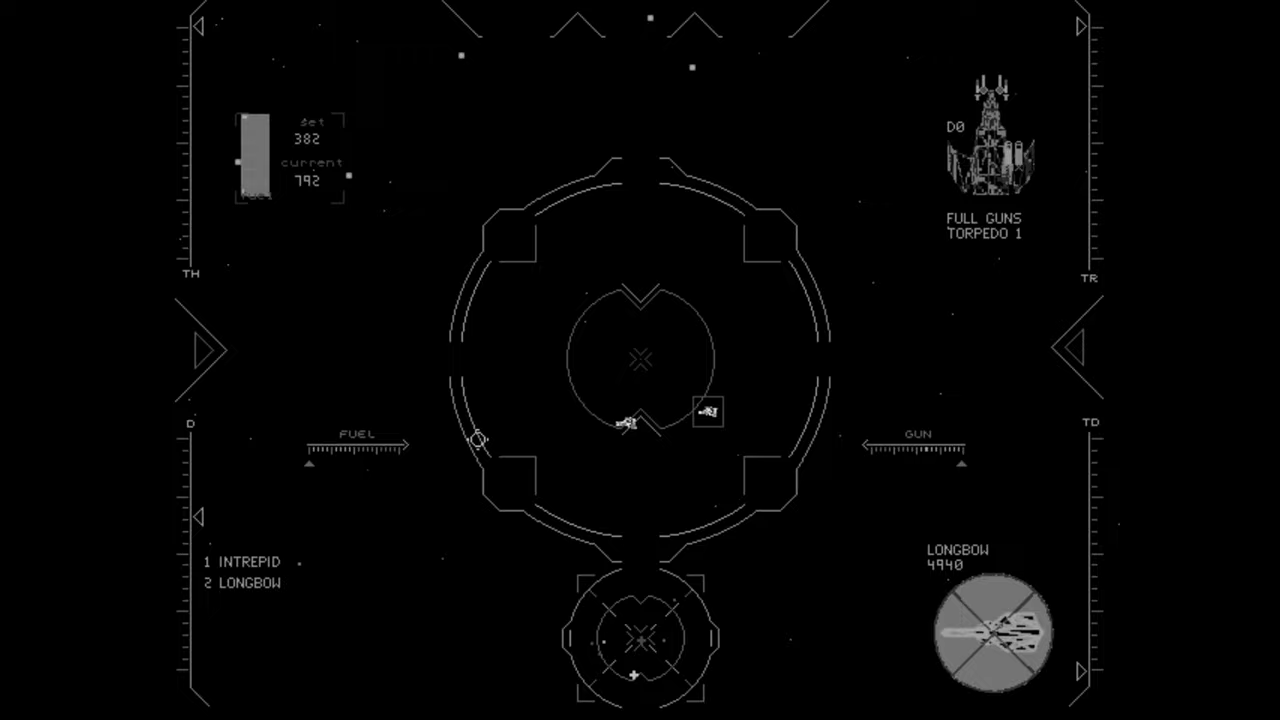 set
382
current
792
FUEL
D0
FULL GUNS
TORPEDO 1
TH
TR
D
TD
FUEL
GUN
1 INTREPID
2 LONGBOW
LONGBOW
4940